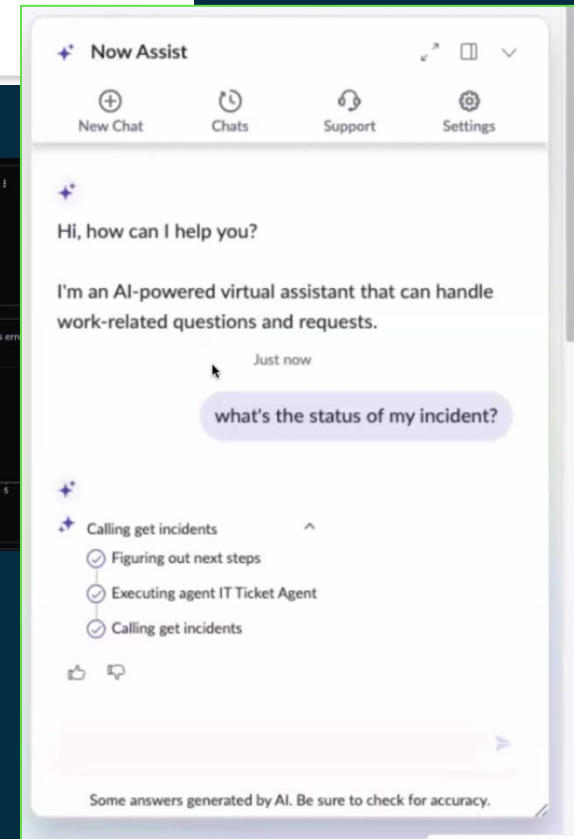 Now Assist
New Chat
Chats
Support
Settings
Hi, how can I help you?
I'm an AI-powered virtual assistant that can handle
work-related questions and requests.
Just now
what's the status of my incident?
Calling get incidents
Figuring out next steps
Executing agent IT Ticket Agent
Calling get incidents
Some answers generated by AI. Be sure to check for accuracy.